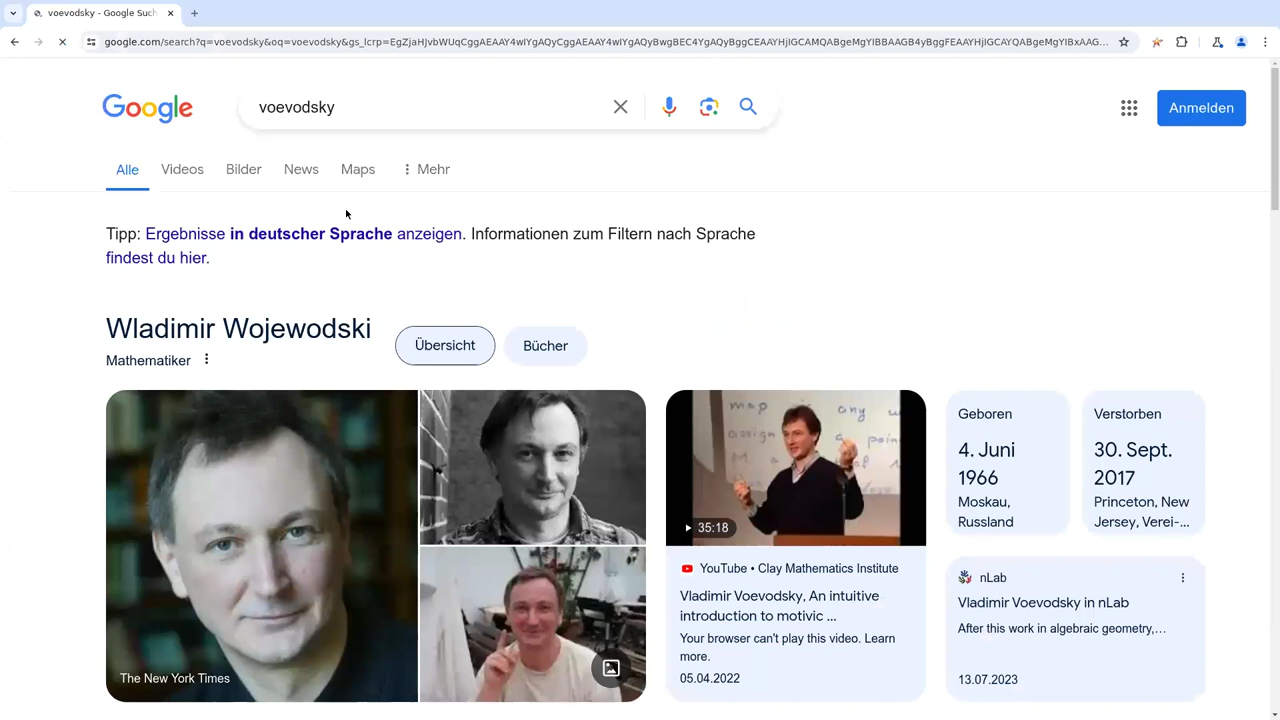 voevodsky - Google Such
google.com/search?q=voevodsky&oq=voevodsky&gs_lcrp=EgZjaHJvbWUqCggAEAAY4wIYgAQyCggAEAAY4wIYgAQyBwgBEC4YgAQyBggCEAAYHjIGCAMQABgeMgYIBBAAGB4yBggFEAAYHjIGCAYQABgeMgYIBxAAG...
Google
voevodsky
Anmelden
Alle
Videos
Bilder
News
Maps
Mehr
Tipp: Ergebnisse in deutscher Sprache anzeigen. Informationen zum Filtern nach Sprache
findest du hier.
Wladimir Wojewodski
Mathematiker
Übersicht
Bücher
The New York Times
map is any
assign a poin
35:18
YouTube • Clay Mathematics Institute
Vladimir Voevodsky, An intuitive
introduction to motivic ...
Your browser can't play this video. Learn
more.
05.04.2022
Geboren
4. Juni
1966
Moskau,
Russland
Verstorben
30. Sept.
2017
Princeton, New
Jersey, Verei-...
nLab
Vladimir Voevodsky in nLab
After this work in algebraic geometry,...
13.07.2023